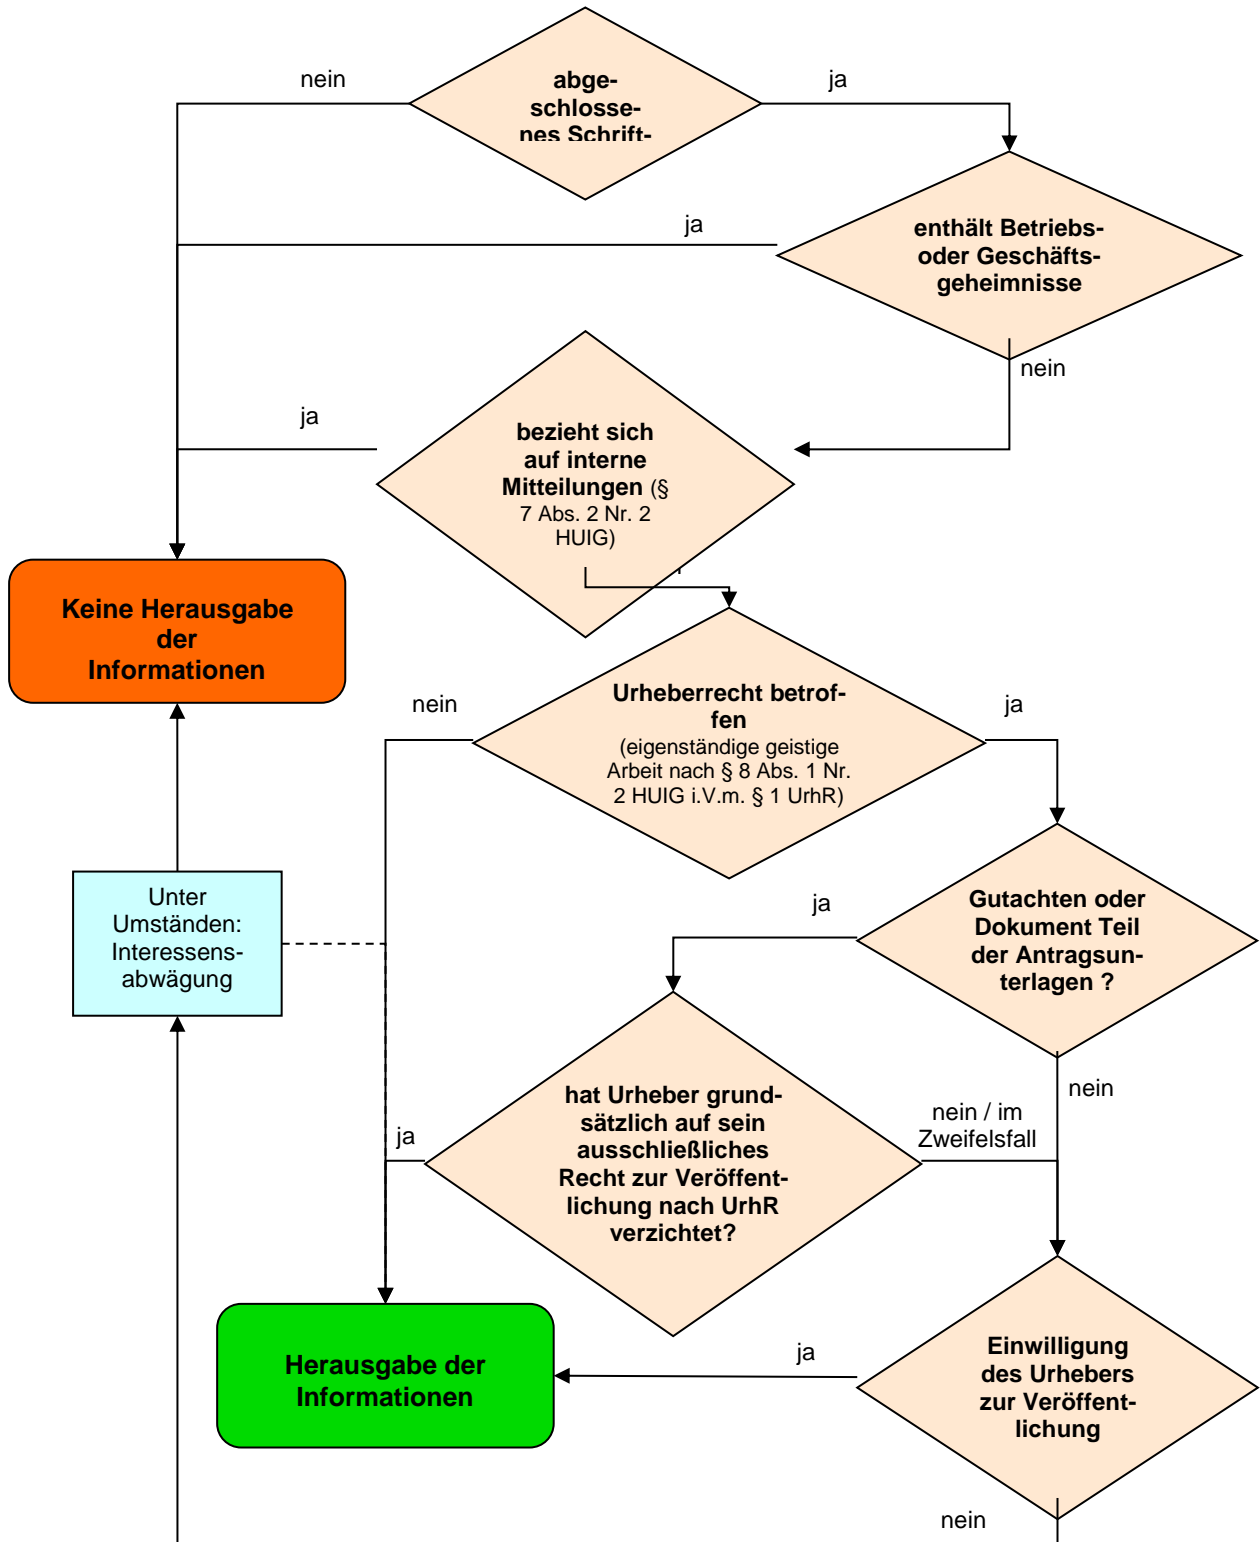 nein
ja
abge-
schlosse-
nes Schrift-
ja
enthält Betriebs-
oder Geschäfts-
geheimnisse
nein
ja
bezieht sich
auf interne
Mitteilungen (§
7 Abs. 2 Nr. 2
HUIG)
Keine Herausgabe
der
Informationen
nein
Urheberrecht betrof-
fen
(eigenständige geistige
Arbeit nach § 8 Abs. 1 Nr.
2 HUIG i.V.m. § 1 UrhR)
ja
Unter
Umständen:
Interessens-
abwägung
ja
Gutachten oder
Dokument Teil
der Antragsun-
terlagen ?
nein
ja
hat Urheber grund-
sätzlich auf sein
ausschließliches
Recht zur Veröffent-
lichung nach UrhR
verzichtet?
nein / im
Zweifelsfall
Herausgabe der
Informationen
ja
Einwilligung
des Urhebers
zur Veröffent-
lichung
nein